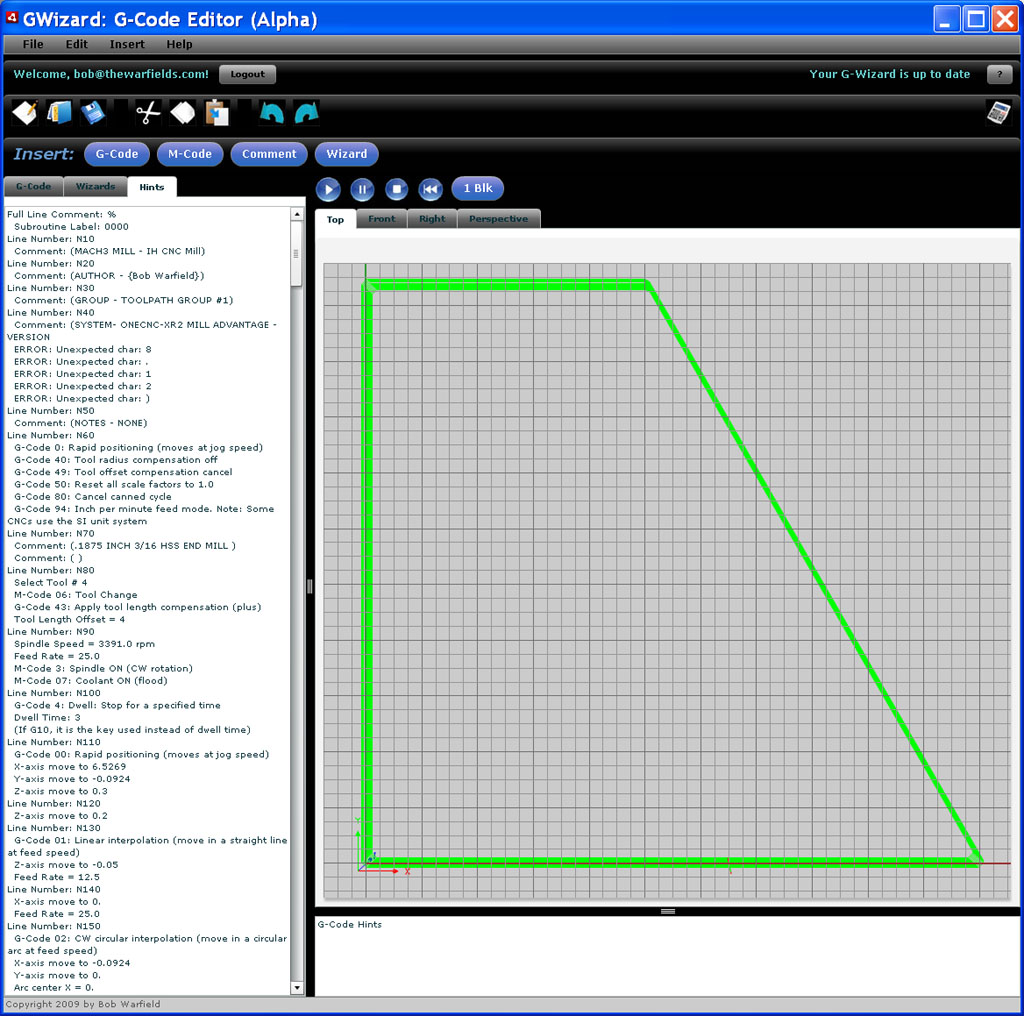 GWizard: G-Code Editor (Alpha)
File Edit Insert Help
Welcome, bob@thewarfields.com! Logout Your G-Wizard is up to date ?
Insert: G-Code M-Code Comment Wizard
G-Code Wizards Hints
1 Blk
Top Front Right Perspective
Full Line Comment: %
Subroutine Label: 0000
Line Number: N10
Comment: (MACH3 MILL - IH CNC Mill)
Line Number: N20
Comment: (AUTHOR - {Bob Warfield})
Line Number: N30
Comment: (GROUP - TOOLPATH GROUP #1)
Line Number: N40
Comment: (SYSTEM- ONECNC-XR2 MILL ADVANTAGE -
VERSION
ERROR: Unexpected char: 8
ERROR: Unexpected char: .
ERROR: Unexpected char: 1
ERROR: Unexpected char: 2
ERROR: Unexpected char: )
Line Number: N50
Comment: (NOTES - NONE)
Line Number: N60
G-Code 0: Rapid positioning (moves at jog speed)
G-Code 40: Tool radius compensation off
G-Code 49: Tool offset compensation cancel
G-Code 50: Reset all scale factors to 1.0
G-Code 80: Cancel canned cycle
G-Code 94: Inch per minute feed mode. Note: Some
CNCs use the SI unit system
Line Number: N70
Comment: (.1875 INCH 3/16 HSS END MILL )
Comment: ( )
Line Number: N80
Select Tool # 4
M-Code 06: Tool Change
G-Code 43: Apply tool length compensation (plus)
Tool Length Offset = 4
Line Number: N90
Spindle Speed = 3391.0 rpm
Feed Rate = 25.0
M-Code 3: Spindle ON (CW rotation)
M-Code 07: Coolant ON (flood)
Line Number: N100
G-Code 4: Dwell: Stop for a specified time
Dwell Time: 3
(If G10, it is the key used instead of dwell time)
Line Number: N110
G-Code 00: Rapid positioning (moves at jog speed)
X-axis move to 6.5269
Y-axis move to -0.0924
Z-axis move to 0.3
Line Number: N120
Z-axis move to 0.2
Line Number: N130
G-Code 01: Linear interpolation (move in a straight line
at feed speed)
Z-axis move to -0.05
Feed Rate = 12.5
Line Number: N140
X-axis move to 0.
Feed Rate = 25.0
Line Number: N150
G-Code 02: CW circular interpolation (move in a circular
arc at feed speed)
X-axis move to -0.0924
Y-axis move to 0.
Arc center X = 0.
Y
X
G-Code Hints
Copyright 2009 by Bob Warfield